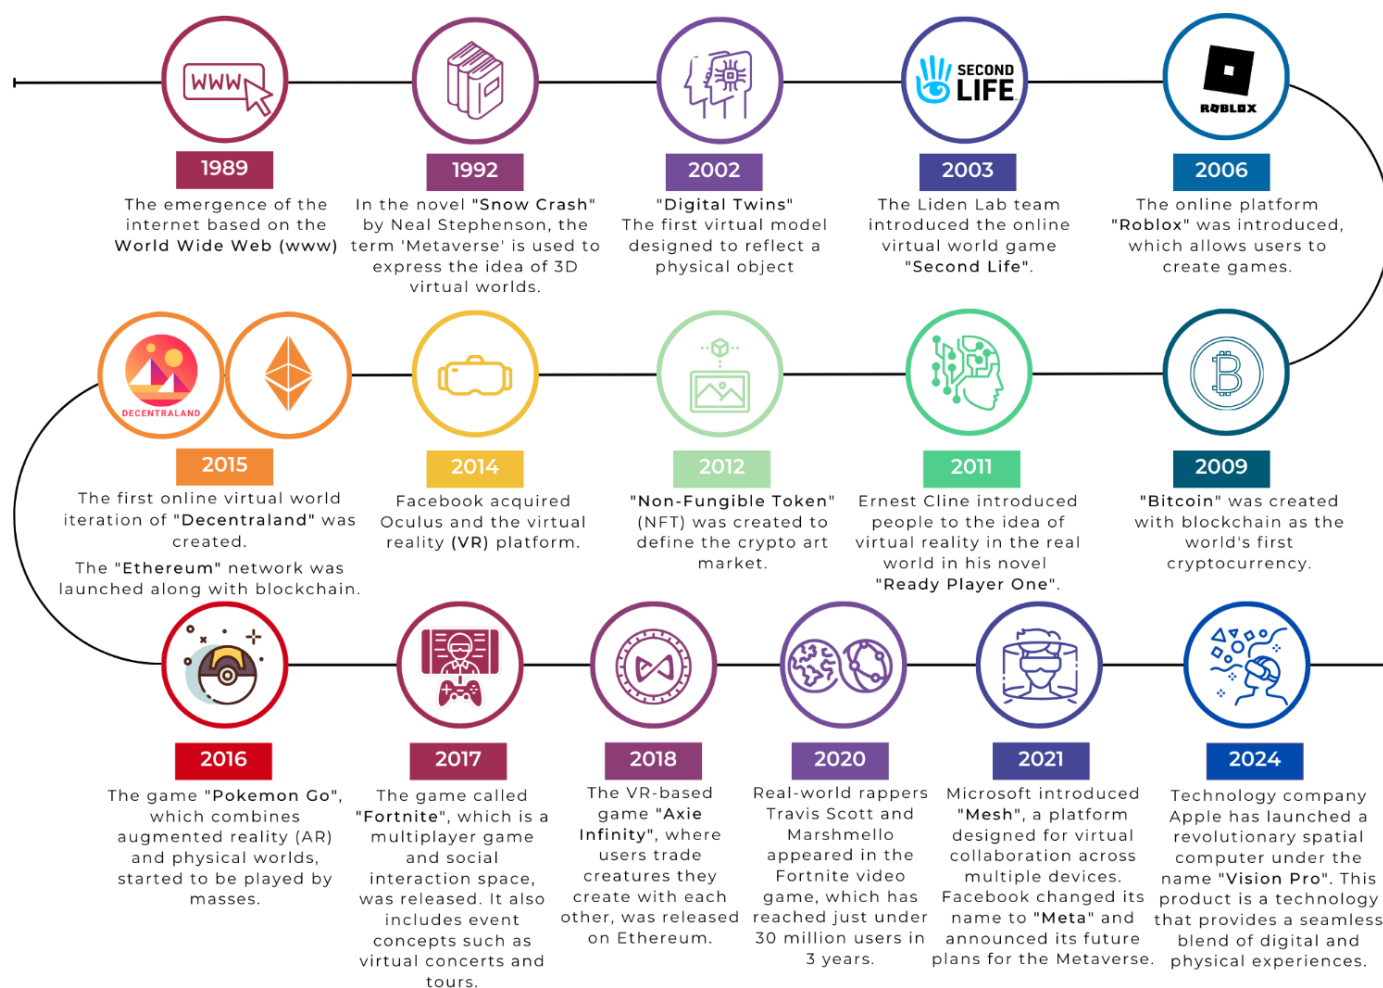 WWW
SECOND
LIFE
ROBLOX
1989
The emergence of the
internet based on the
World Wide Web (www)
1992
In the novel "Snow Crash"
by Neal Stephenson, the
term 'Metaverse' is used to
express the idea of 3D
virtual worlds.
2002
"Digital Twins"
The first virtual model
designed to reflect a
physical object
2003
The Liden Lab team
introduced the online
virtual world game
"Second Life".
2006
The online platform
"Roblox" was introduced,
which allows users to
create games.
DECENTRALAND
2015
The first online virtual world
iteration of "Decentraland" was
created.
The "Ethereum" network was
launched along with blockchain.
2014
Facebook acquired
Oculus and the virtual
reality (VR) platform.
2012
"Non-Fungible Token"
(NFT) was created to
define the crypto art
market.
2011
Ernest Cline introduced
people to the idea of
virtual reality in the real
world in his novel
"Ready Player One".
2009
"Bitcoin" was created
with blockchain as the
world's first
cryptocurrency.
2016
The game "Pokemon Go",
which combines
augmented reality (AR)
and physical worlds,
started to be played by
masses.
2017
The game called
"Fortnite", which is a
multiplayer game
and social
interaction space,
was released. It also
includes event
concepts such as
virtual concerts and
tours.
2018
The VR-based
game "Axie
Infinity", where
users trade
creatures they
create with each
other, was released
on Ethereum.
2020
Real-world rappers
Travis Scott and
Marshmello
appeared in the
Fortnite video
game, which has
reached just under
30 million users in
3 years.
2021
Microsoft introduced
"Mesh", a platform
designed for virtual
collaboration across
multiple devices.
Facebook changed its
name to "Meta" and
announced its future
plans for the Metaverse.
2024
Technology company
Apple has launched a
revolutionary spatial
computer under the
name "Vision Pro". This
product is a technology
that provides a seamless
blend of digital and
physical experiences.